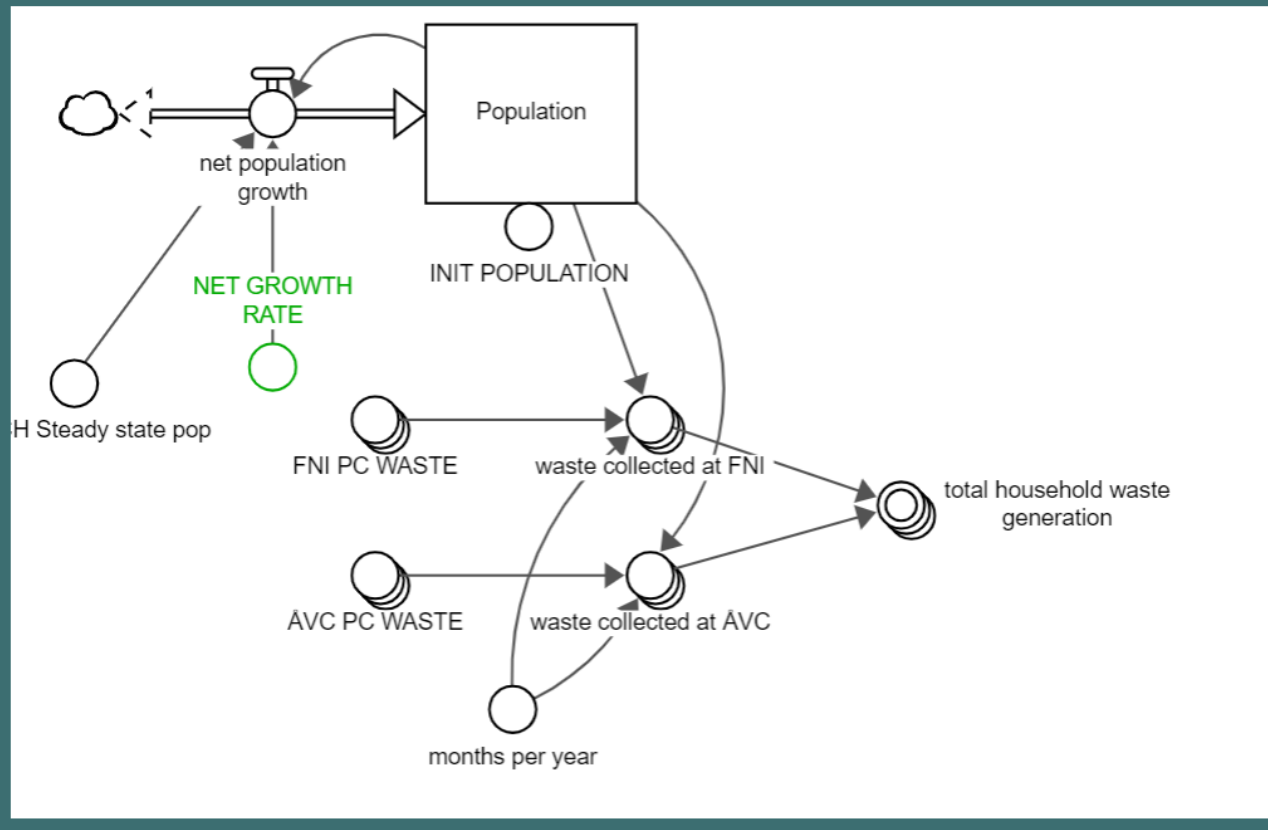 Population
net population
growth
INIT POPULATION
NET GROWTH
RATE
H Steady state pop
FNI PC WASTE
waste collected at FNI
total household waste
generation
ÅVC PC WASTE
waste collected at ÅVC
months per year